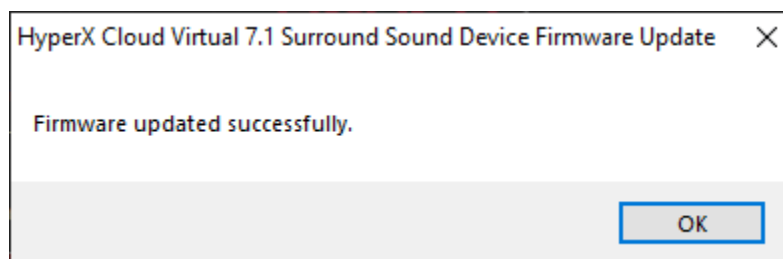 HyperX Cloud Virtual 7.1 Surround Sound Device Firmware Update
Firmware updated successfully.
OK